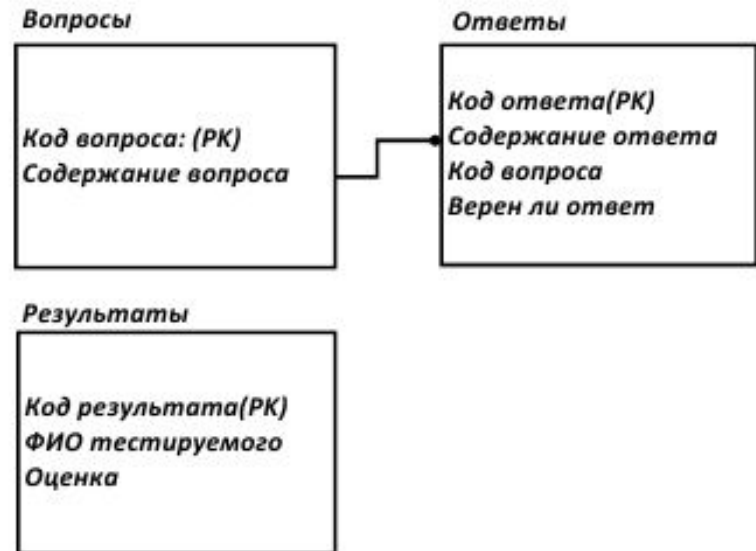 Вопросы
Код вопроса: (PK)
Содержание вопроса
Ответы
Код ответа(PK)
Содержание ответа
Код вопроса
Верен ли ответ
Результаты
Код результата(PK)
ФИО тестируемого
Оценка